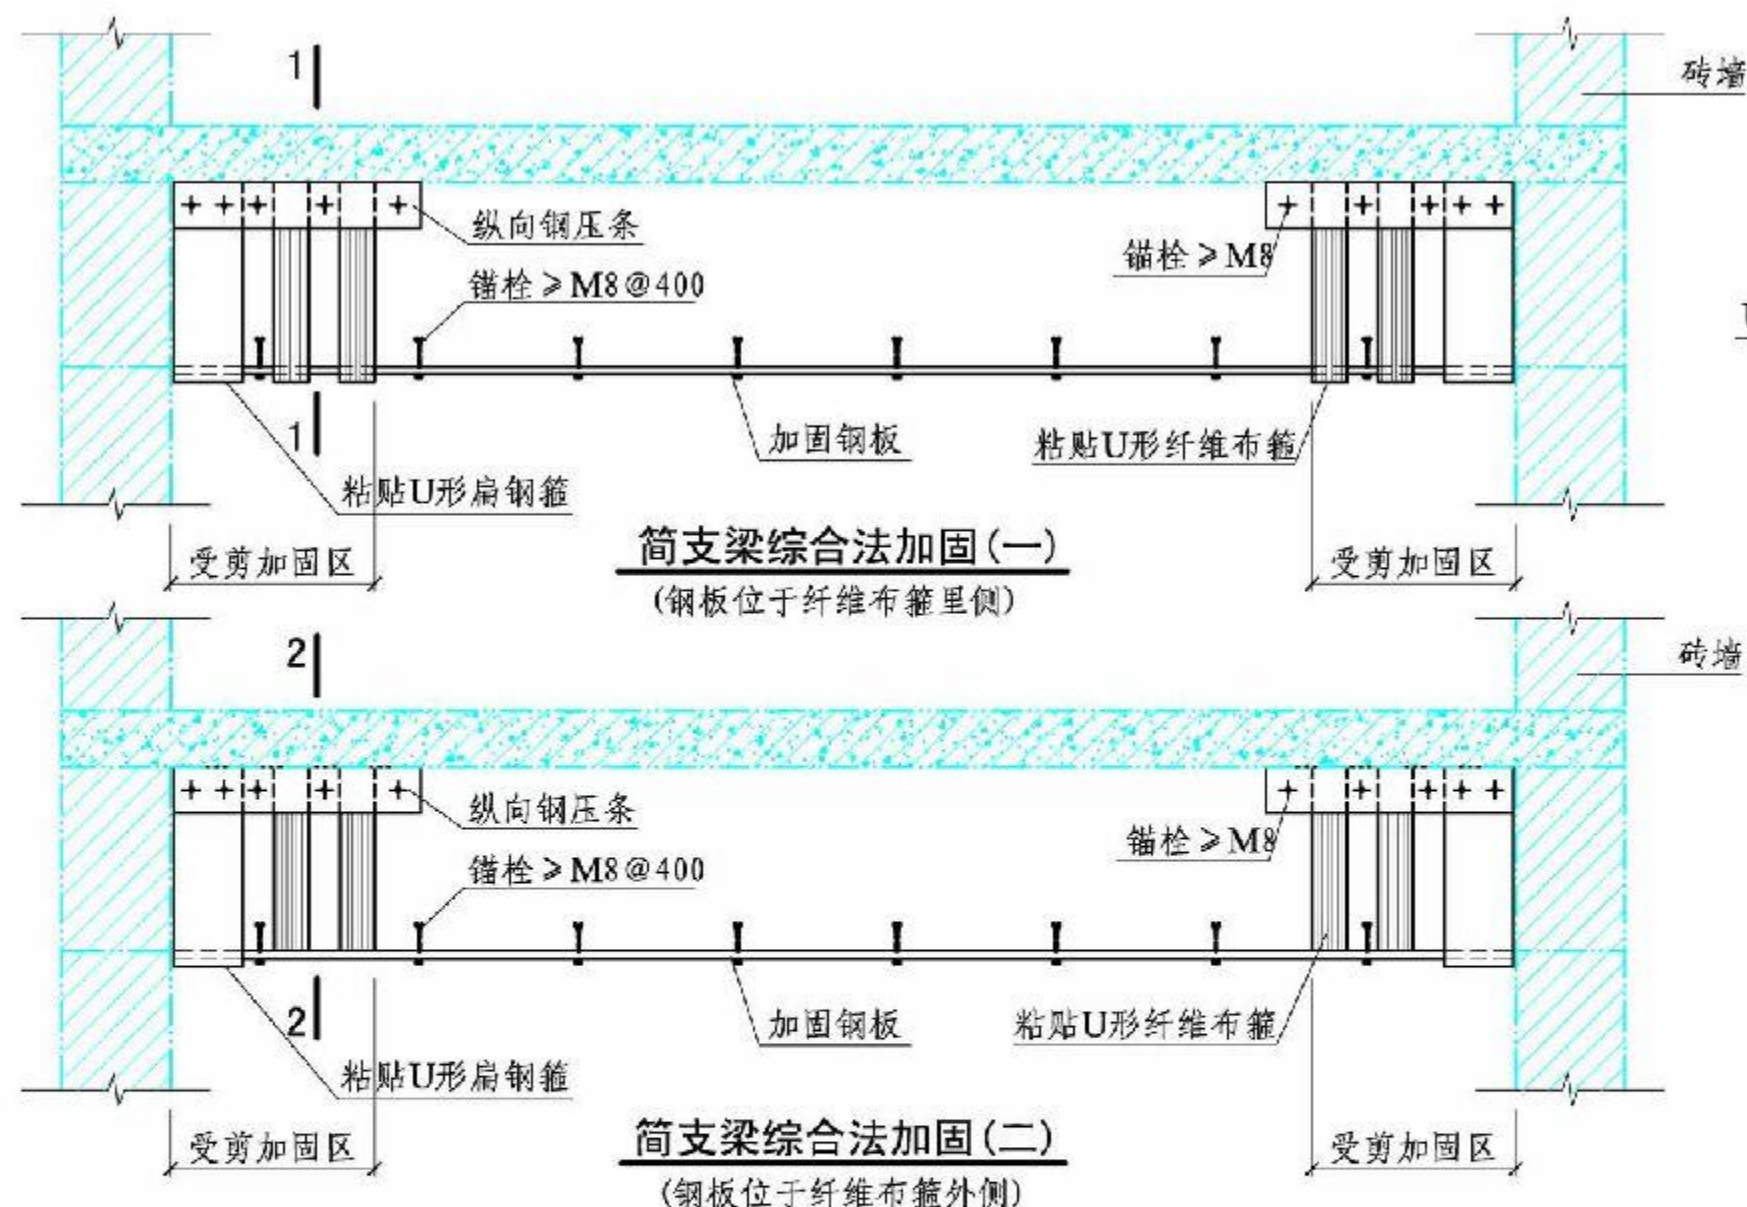 1
砖墙
纵向钢压条
锚栓≥M8
锚栓≥M8@400
1
加固钢板
粘贴U形纤维布箍
粘贴U形扁钢箍
受剪加固区
简支梁综合法加固(一)
受剪加固区
(钢板位于纤维布箍里侧)
2
砖墙
纵向钢压条
锚栓≥M8
锚栓≥M8@400
2
加固钢板
粘贴U形纤维布箍
粘贴U形扁钢箍
受剪加固区
简支梁综合法加固(二)
受剪加固区
(钢板位于纤维布箍外侧)